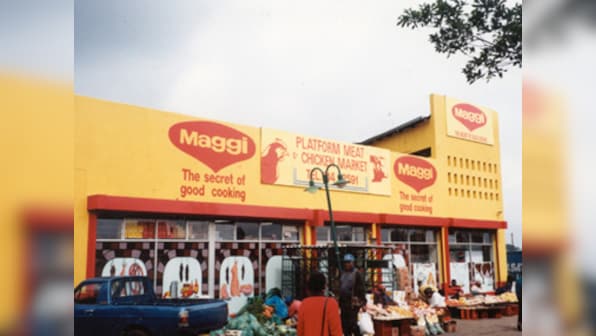 Maggi
The secret of
good cooking
PLATFORM MEAT
CHICKEN MARKET
Maggi
The secret of
good cooking
Maggi